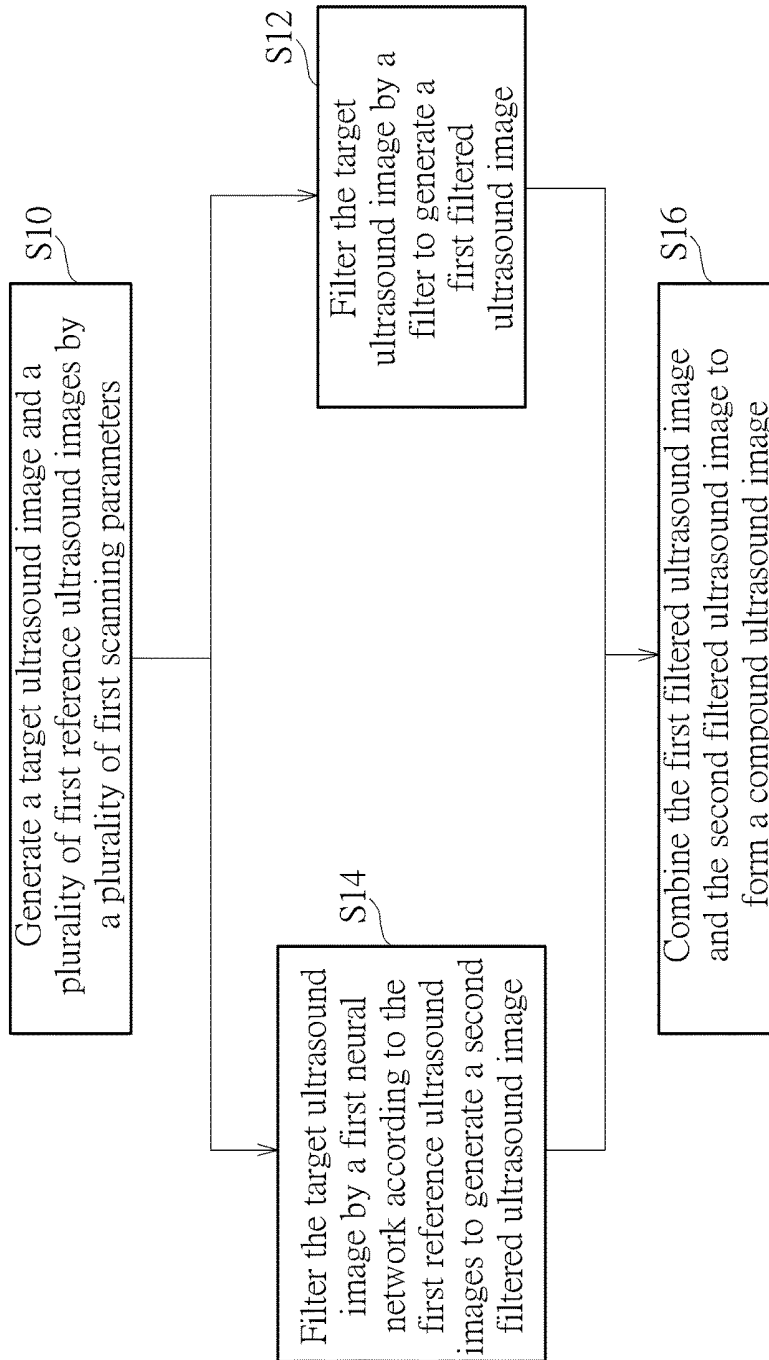 S10
Generate a target ultrasound image and a
plurality of first reference ultrasound images by
a plurality of first scanning parameters
S14
Filter the target ultrasound
image by a first neural
network according to the
first reference ultrasound
images to generate a second
filtered ultrasound image
S12
Filter the target
ultrasound image by a
filter to generate a
first filtered
ultrasound image
S16
Combine the first filtered ultrasound image
and the second filtered ultrasound image to
form a compound ultrasound image